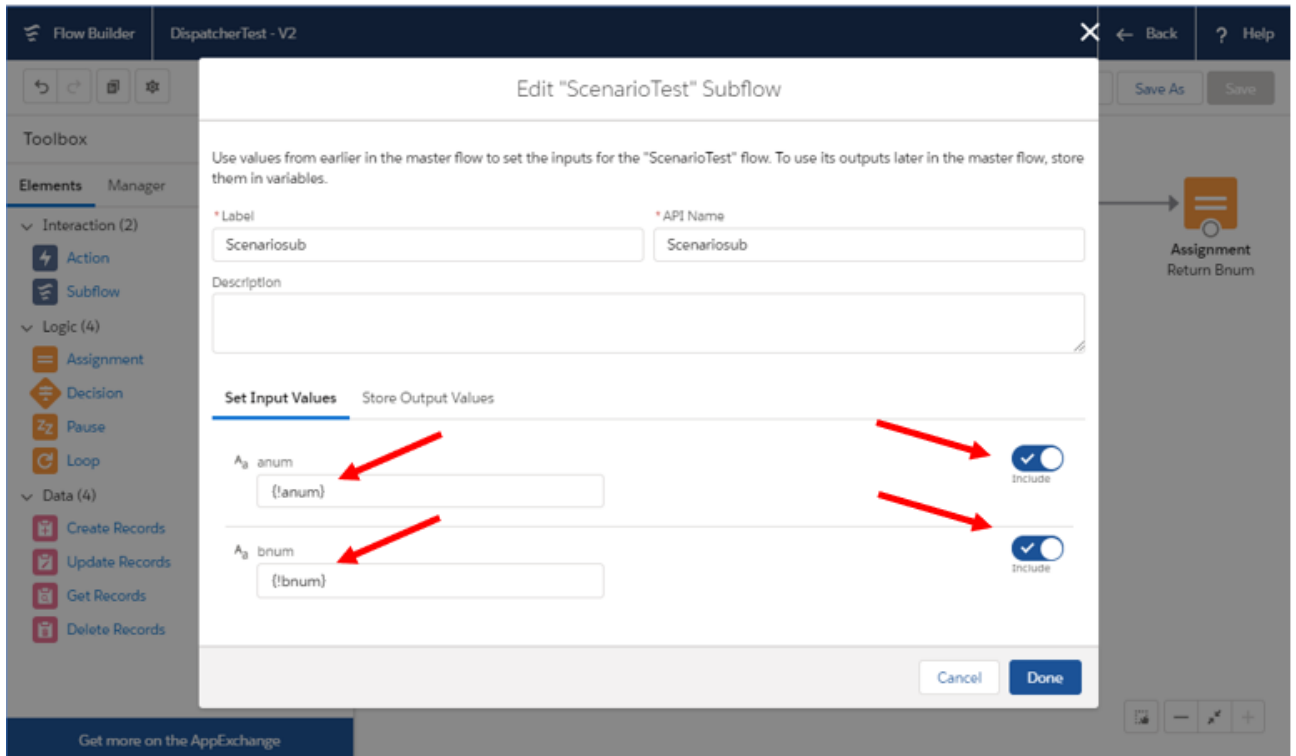 Flow Builder
DispatcherTest - V2
← Back
? Help
Save As
Save
Toolbox
Elements
Manager
Interaction (2)
Action
Subflow
Logic (4)
Assignment
Decision
Pause
Loop
Data (4)
Create Records
Update Records
Get Records
Delete Records
Get more on the AppExchange
Edit "ScenarioTest" Subflow
Use values from earlier in the master flow to set the inputs for the "ScenarioTest" flow. To use its outputs later in the master flow, store
them in variables.
* Label
Scenariosub
* API Name
Scenariosub
Description
Set Input Values
Store Output Values
Aa anum
{!anum}
Include
Aa bnum
{!bnum}
Include
Cancel
Done
Assignment
Return Bnum